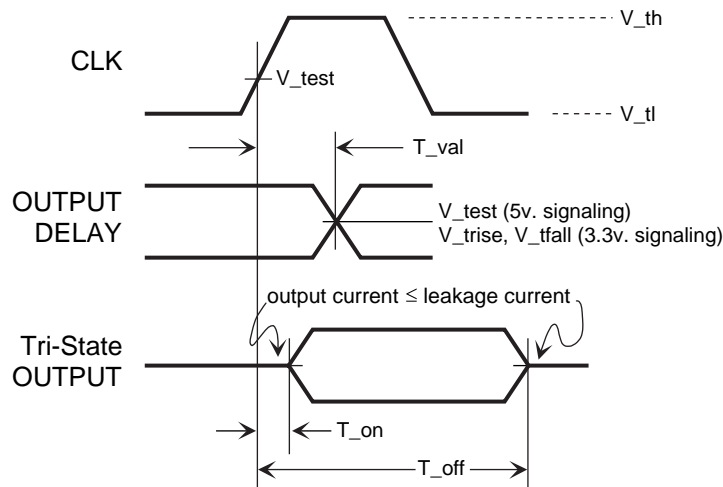 V_th
CLK
V_test
V_tl
T_val
OUTPUT
DELAY
V_test (5v. signaling)
V_trise, V_tfall (3.3v. signaling)
output current ≤ leakage current
Tri-State
OUTPUT
T_on
T_off